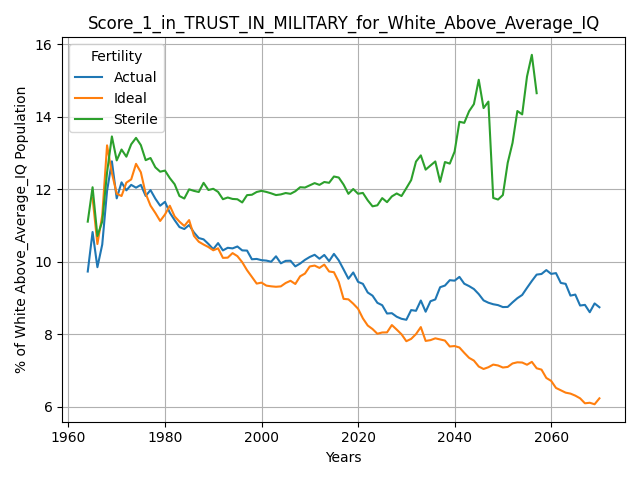 Score_1_in_TRUST_IN_MILITARY_for_White_Above_Average_IQ
Fertility
Actual
Ideal
Sterile
% of White Above_Average_IQ Population
16
14
12
10
8
6
1960
1980
2000
2020
2040
2060
Years